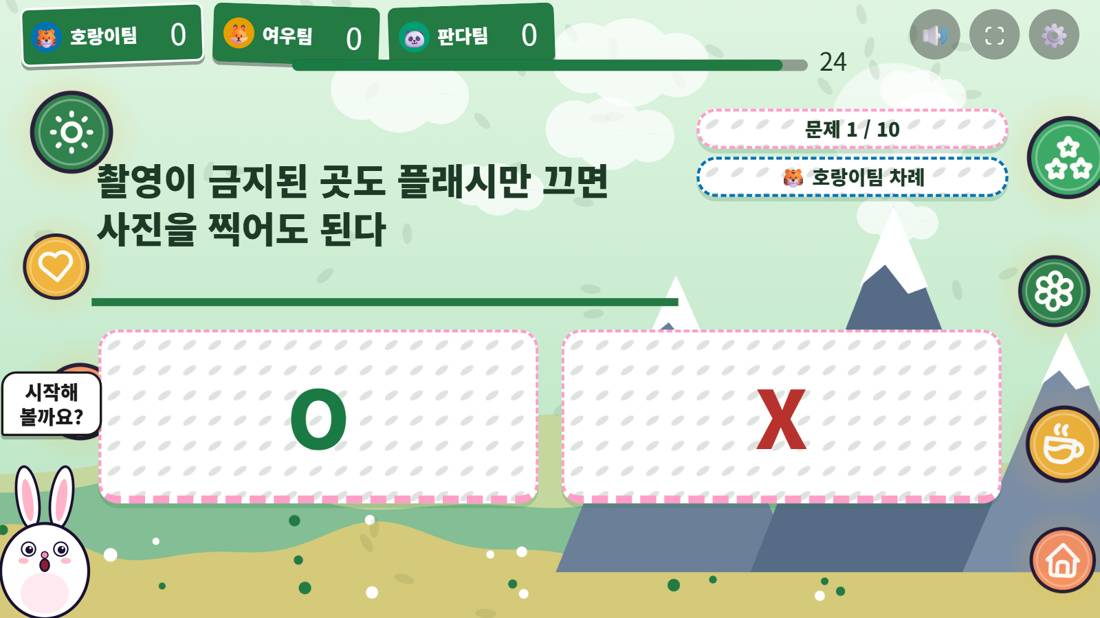 호랑이팀 0
여우팀 0
판다팀 0
24
문제 1 / 10
호랑이팀 차례
촬영이 금지된 곳도 플래시만 끄면
사진을 찍어도 된다
O
X
시작해
볼까요?